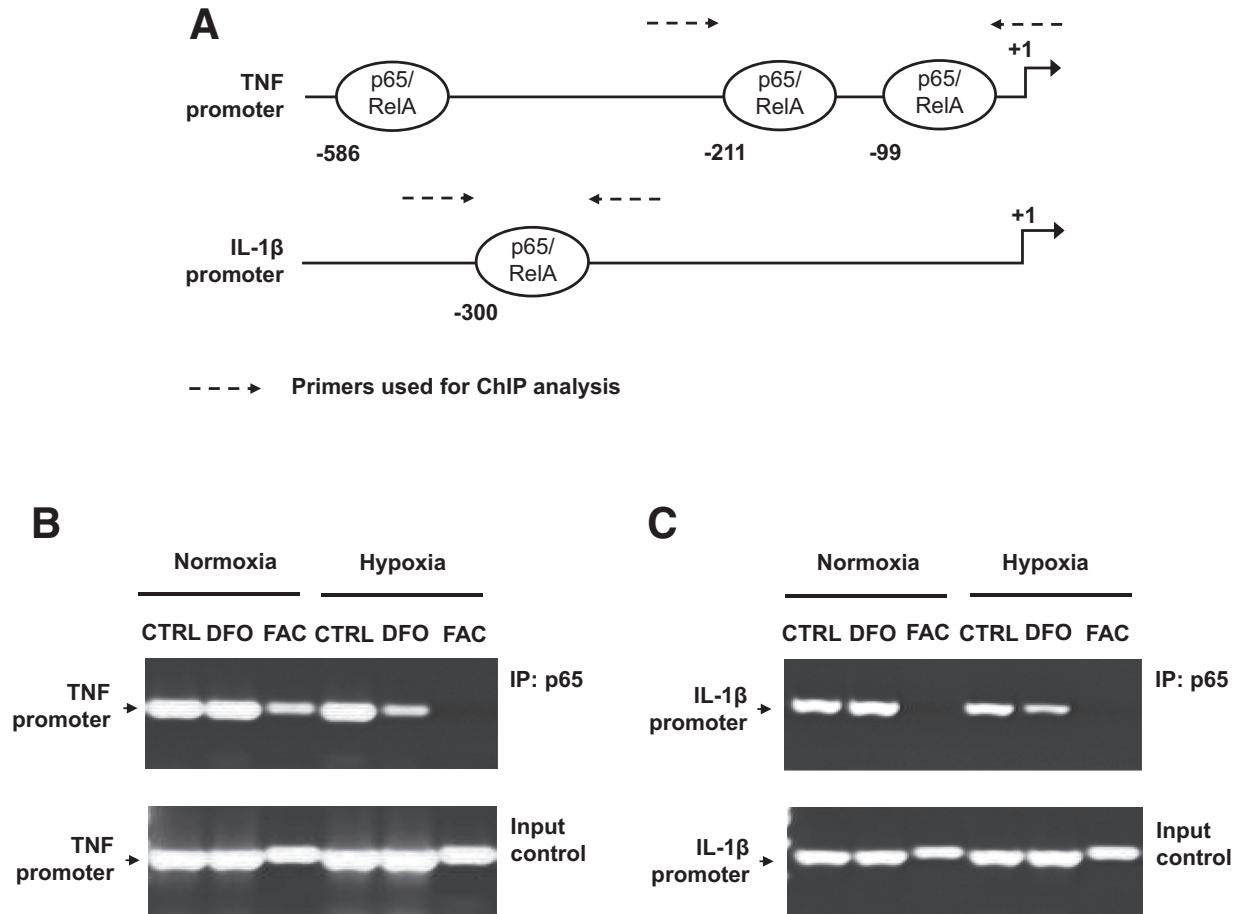 A
TNF
promoter
p65/
RelA
p65/
RelA
p65/
RelA
+1
-586
-211
-99
IL-1β
promoter
p65/
RelA
+1
-300
Primers used for ChIP analysis
B
Normoxia Hypoxia
CTRL DFO FAC CTRL DFO FAC
TNF
promoter
IP: p65
TNF
promoter
Input
control
C
Normoxia Hypoxia
CTRL DFO FAC CTRL DFO FAC
IL-1β
promoter
IP: p65
IL-1β
promoter
Input
control